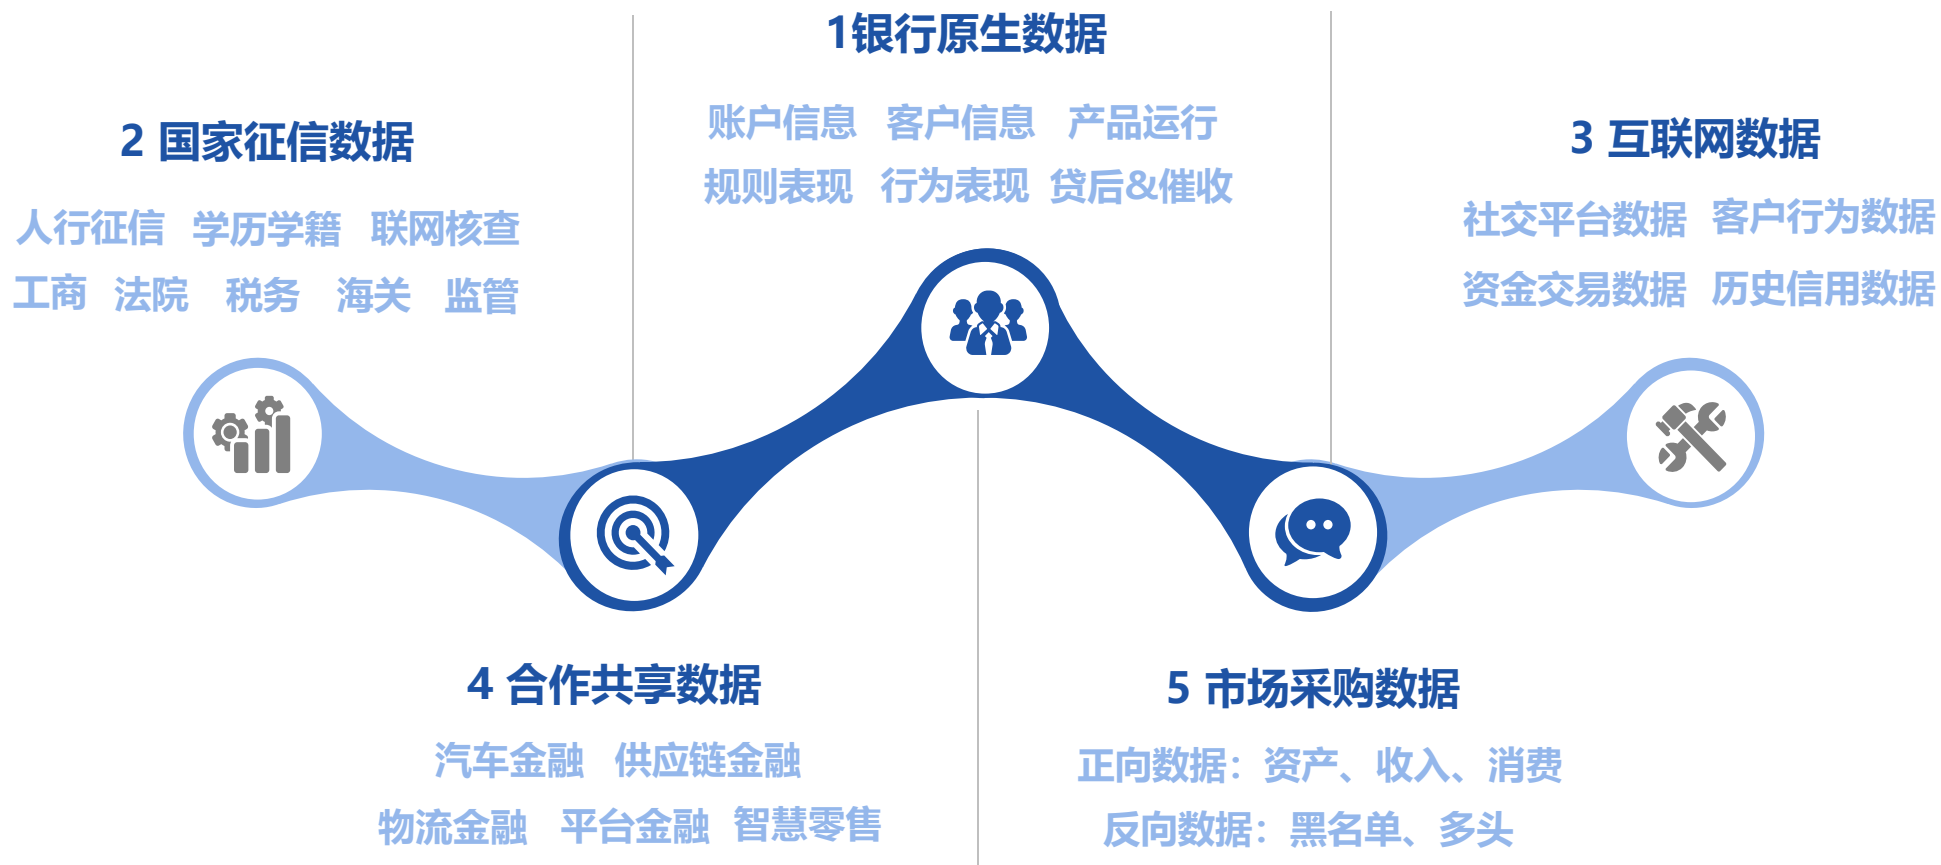 1银行原生数据
账户信息 客户信息 产品运行
规则表现 行为表现 贷后&催收
2 国家征信数据
人行征信 学历学籍 联网核查
工商 法院 税务 海关 监管
3 互联网数据
社交平台数据 客户行为数据
资金交易数据 历史信用数据
4 合作共享数据
汽车金融 供应链金融
物流金融 平台金融 智慧零售
5 市场采购数据
正向数据：资产、收入、消费
反向数据：黑名单、多头